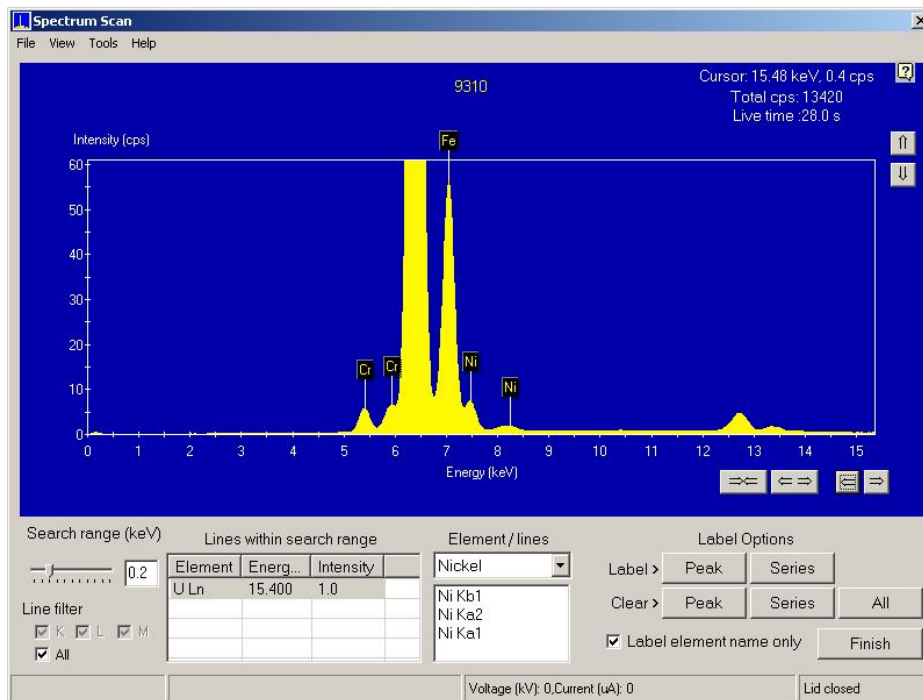 Spectrum Scan
File View Tools Help
9310
Cursor: 15.48 keV, 0.4 cps
Total cps: 13420
Live time :28.0 s
Intensity (cps)
60
50
40
30
20
10
0
Fe
Cr Cr Ni Ni
0 1 2 3 4 5 6 7 8 9 10 11 12 13 14 15
Energy (keV)
Search range (keV)
0.2
Line filter
K L M
All
Lines within search range
Element Energ... Intensity
U Ln 15.400 1.0
Element / lines
Nickel
Ni Kb1
Ni Ka2
Ni Ka1
Label Options
Label > Peak Series
Clear > Peak Series All
Label element name only Finish
Voltage (kV): 0,Current (uA): 0 Lid closed